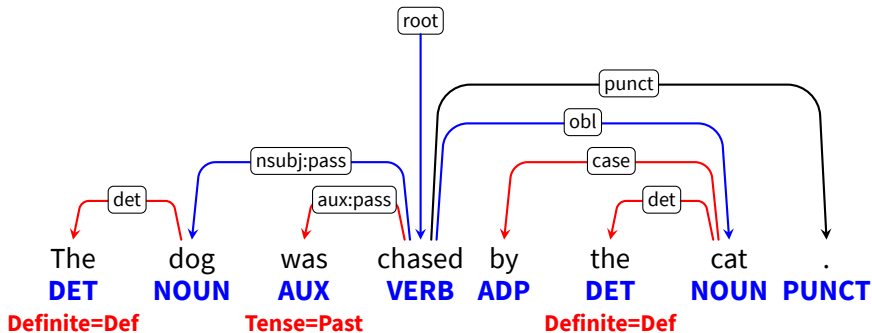 root
punct
obl
nsubj:pass case
det aux:pass det
The dog was chased by the cat .
DET NOUN AUX VERB ADP DET NOUN PUNCT
Definite=Def Tense=Past Definite=Def